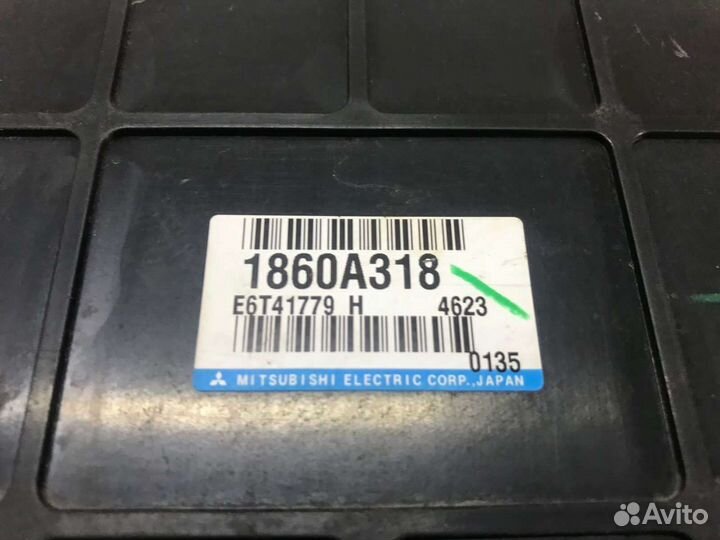 1860A318
E6T41779 H 4623
0135
MITSUBISHI ELECTRIC CORP., JAPAN
Avito